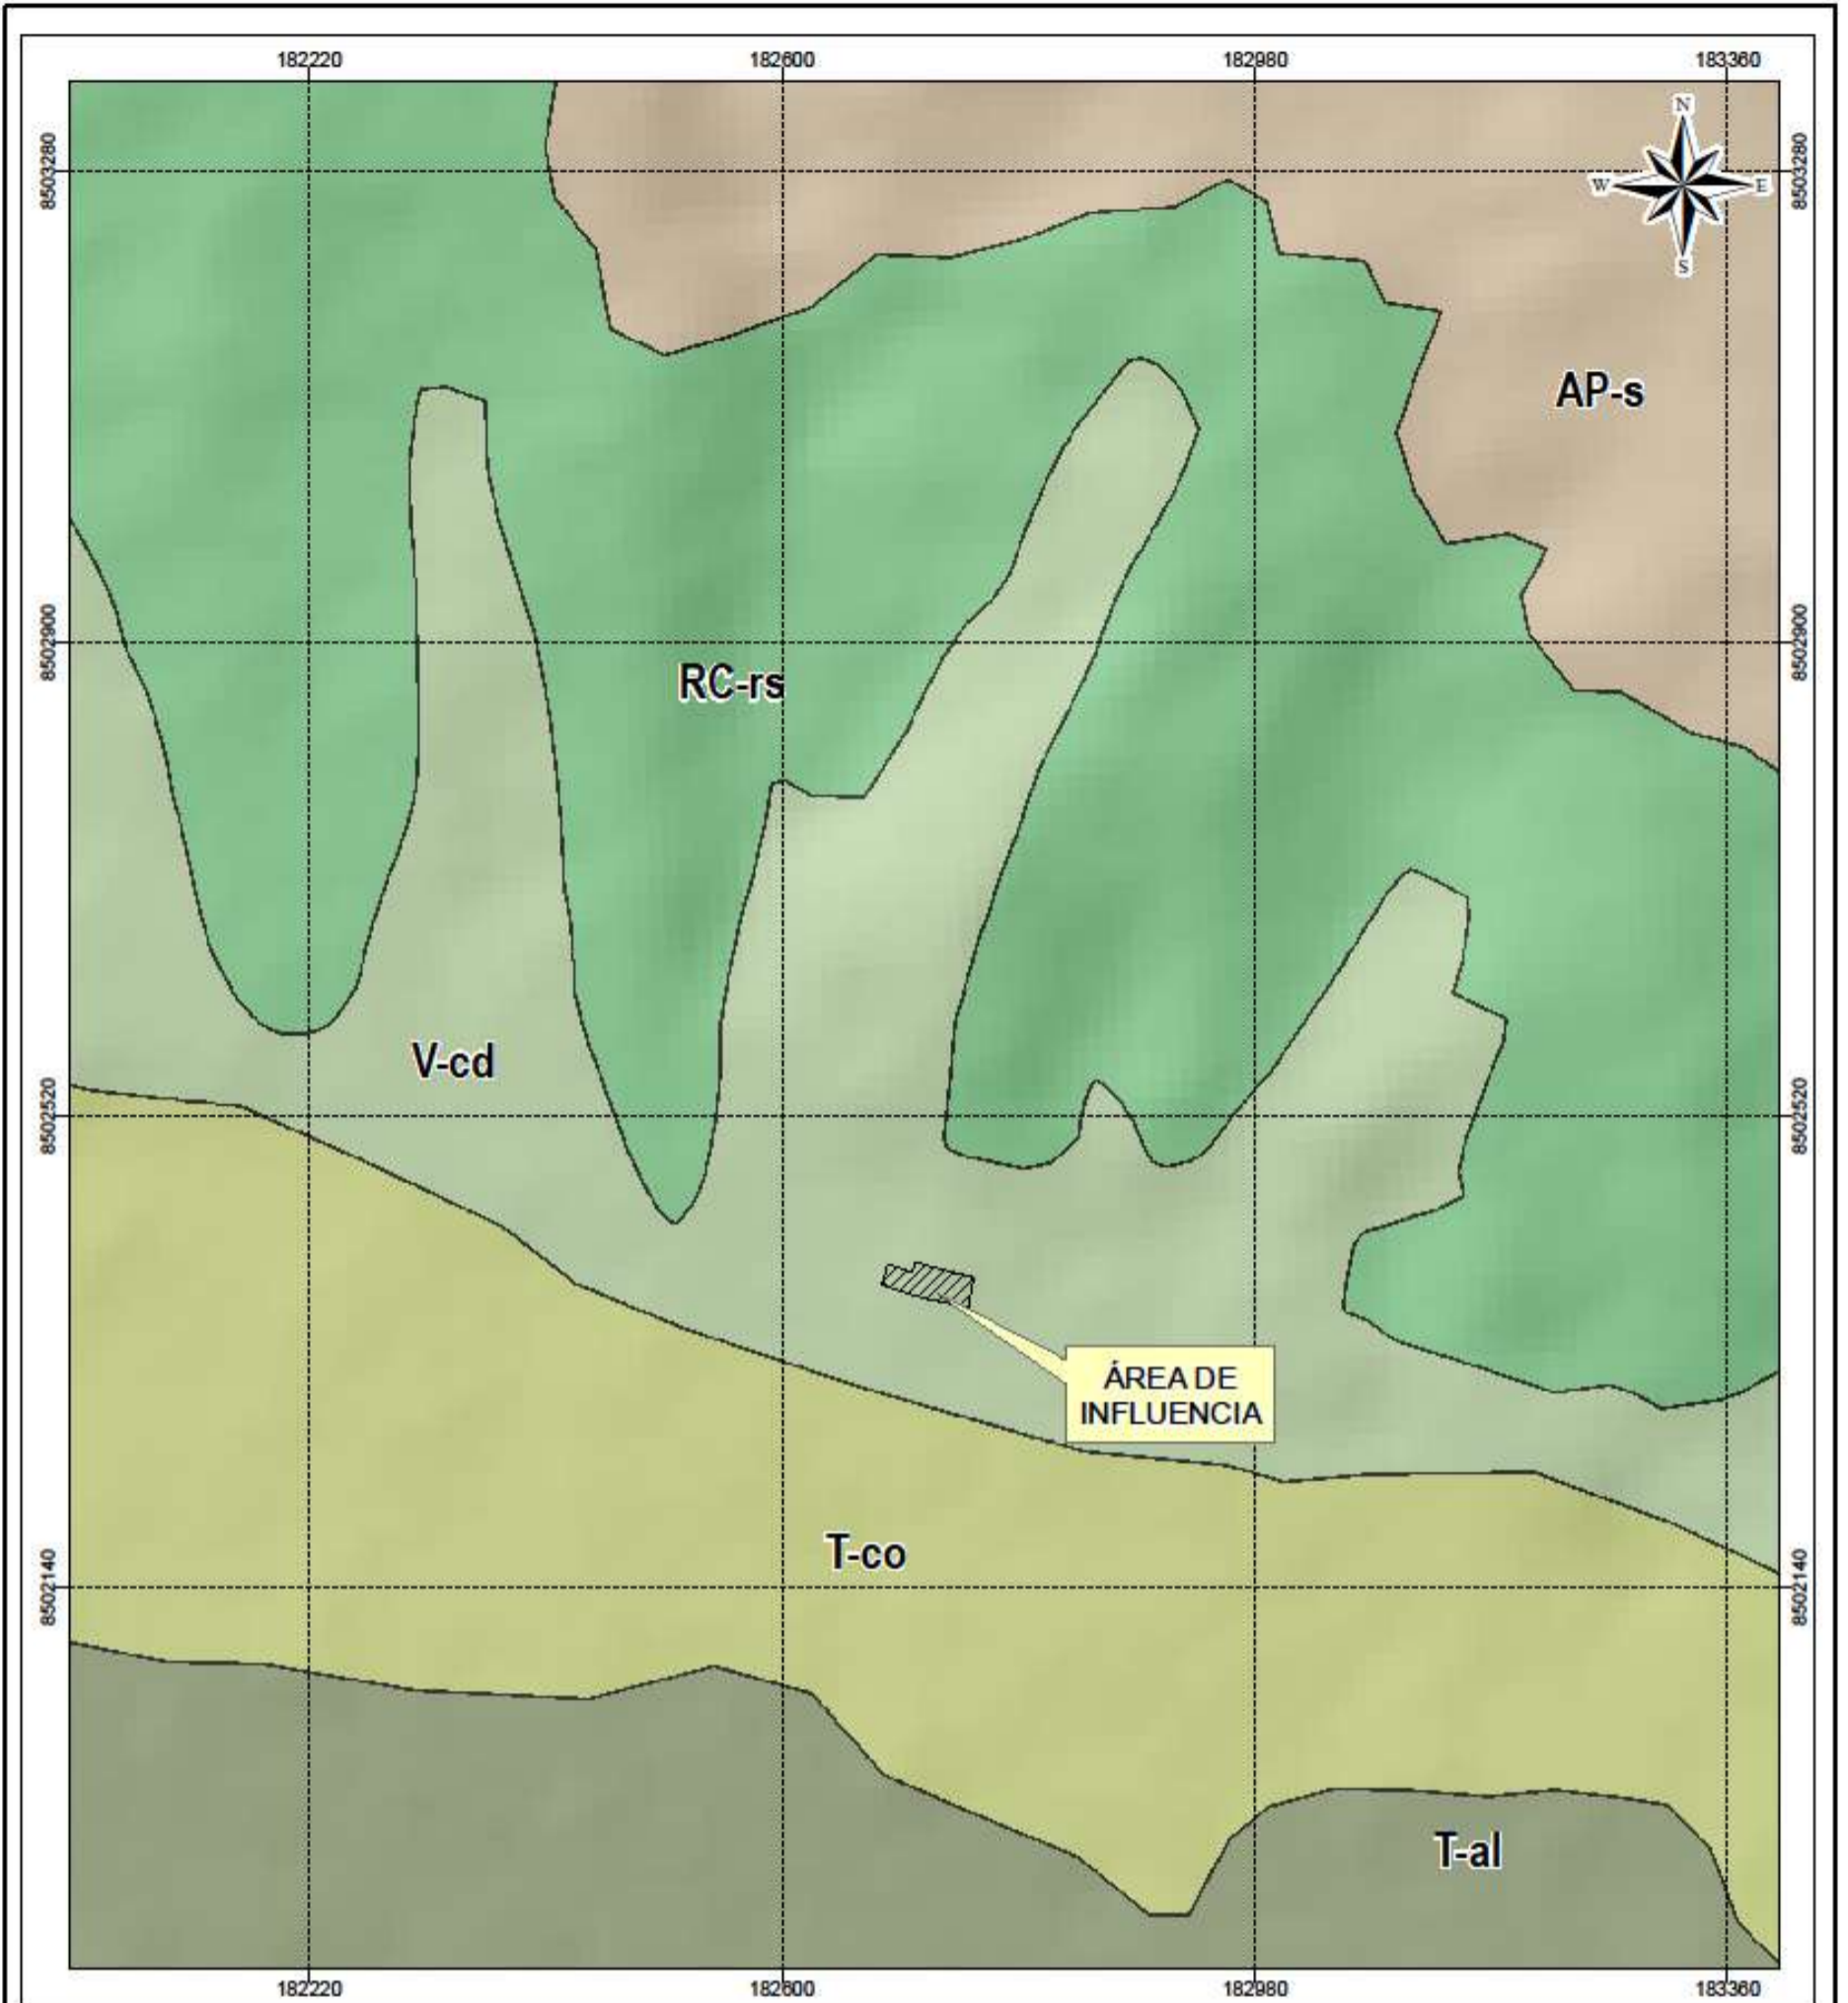 182220 182600 182980 183360
N
W E
S
8503280 8503280
AP-s
8502900 8502900
RC-rs
V-cd
8502520 8502520
ÁREA DE
INFLUENCIA
T-co
8502140 8502140
T-al
182220 182600 182980 183360